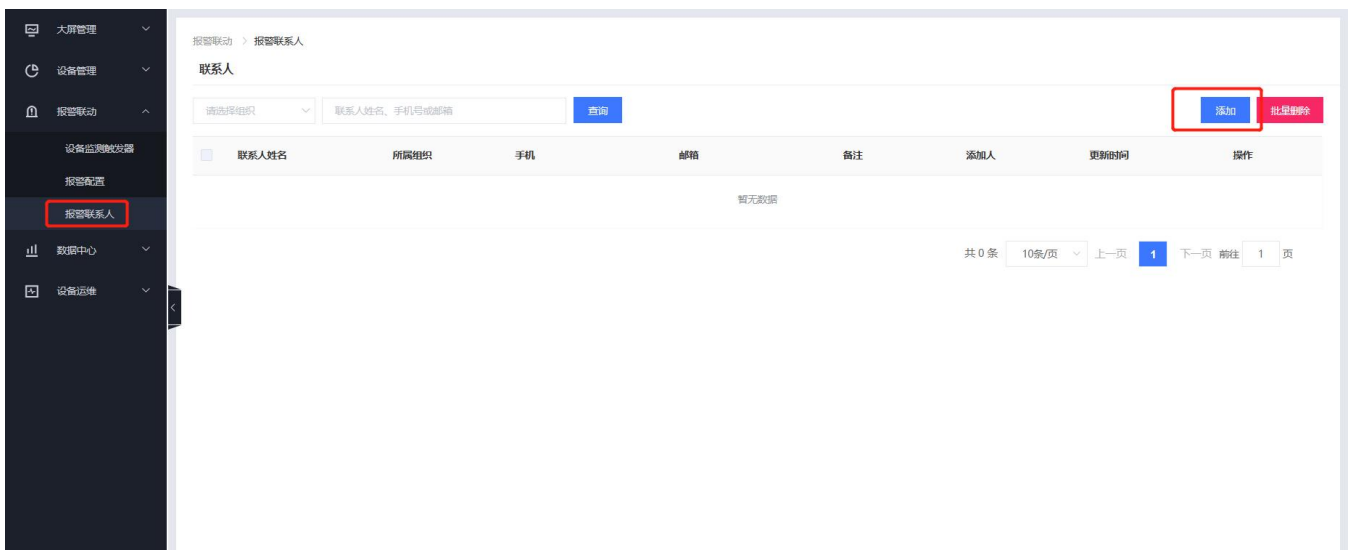 大屏管理
设备管理
报警联动
设备监测触发器
报警配置
报警联系人
数据中心
设备运维
报警联动 > 报警联系人
联系人
请选择组织 联系人姓名、手机号或邮箱 查询 添加 批量删除
联系人姓名 所属组织 手机 邮箱 备注 添加人 更新时间 操作
暂无数据
共 0 条 10条/页 上一页 1 下一页 前往 1 页